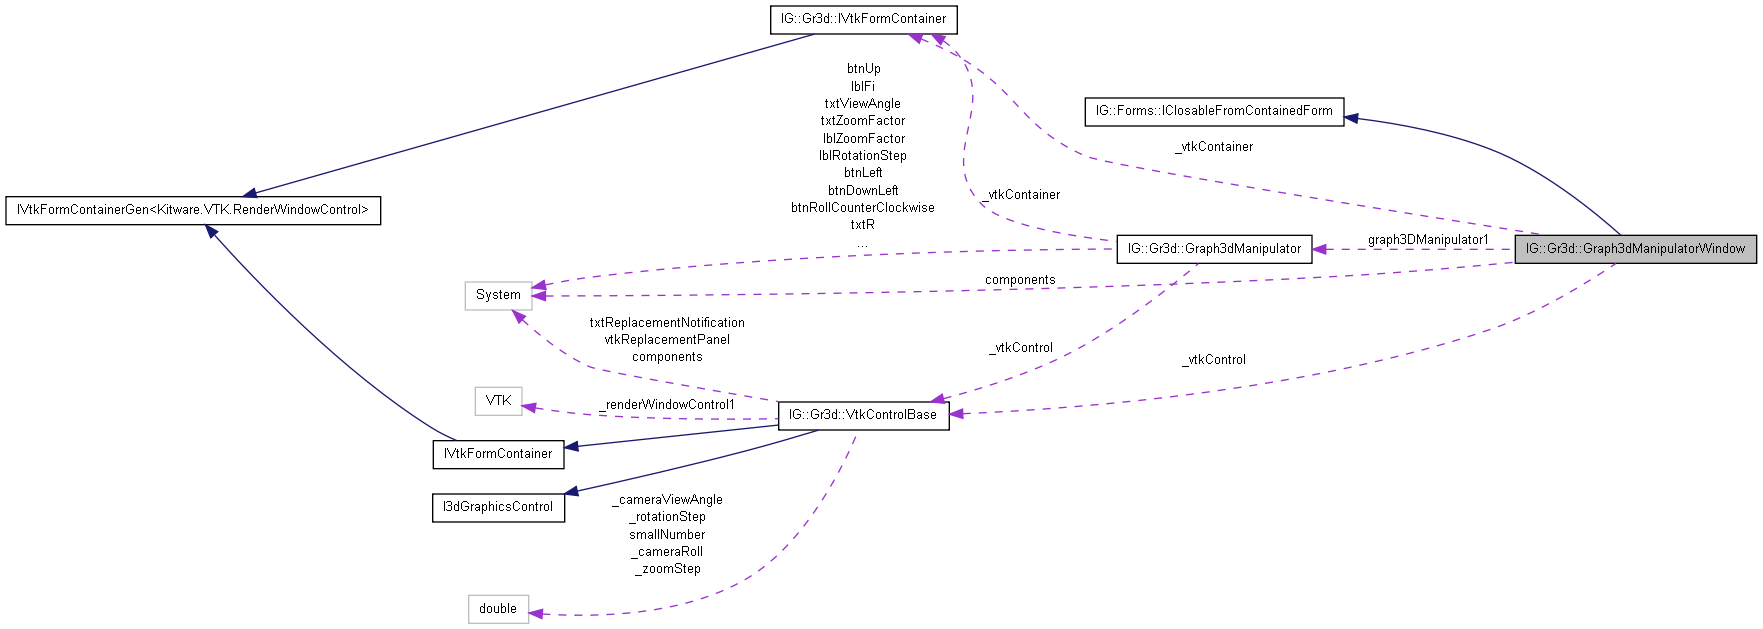 IG::Gr3d::IVtkFormContainer
btnUp
lblFi
txtViewAngle
txtZoomFactor
lblZoomFactor
lblRotationStep
btnLeft
btnDownLeft
btnRollCounterClockwise
txtR
...
IG::Forms::IClosableFromContainedForm
_vtkContainer
IVtkFormContainerGen<Kitware.VTK.RenderWindowControl>
_vtkContainer
IG::Gr3d::Graph3dManipulator
graph3DManipulator1
IG::Gr3d::Graph3dManipulatorWindow
System
components
txtReplacementNotification
vtkReplacementPanel
components
_vtkControl
_vtkControl
VTK
_renderWindowControl1
IG::Gr3d::VtkControlBase
IVtkFormContainer
I3dGraphicsControl
_cameraViewAngle
_rotationStep
smallNumber
_cameraRoll
_zoomStep
double